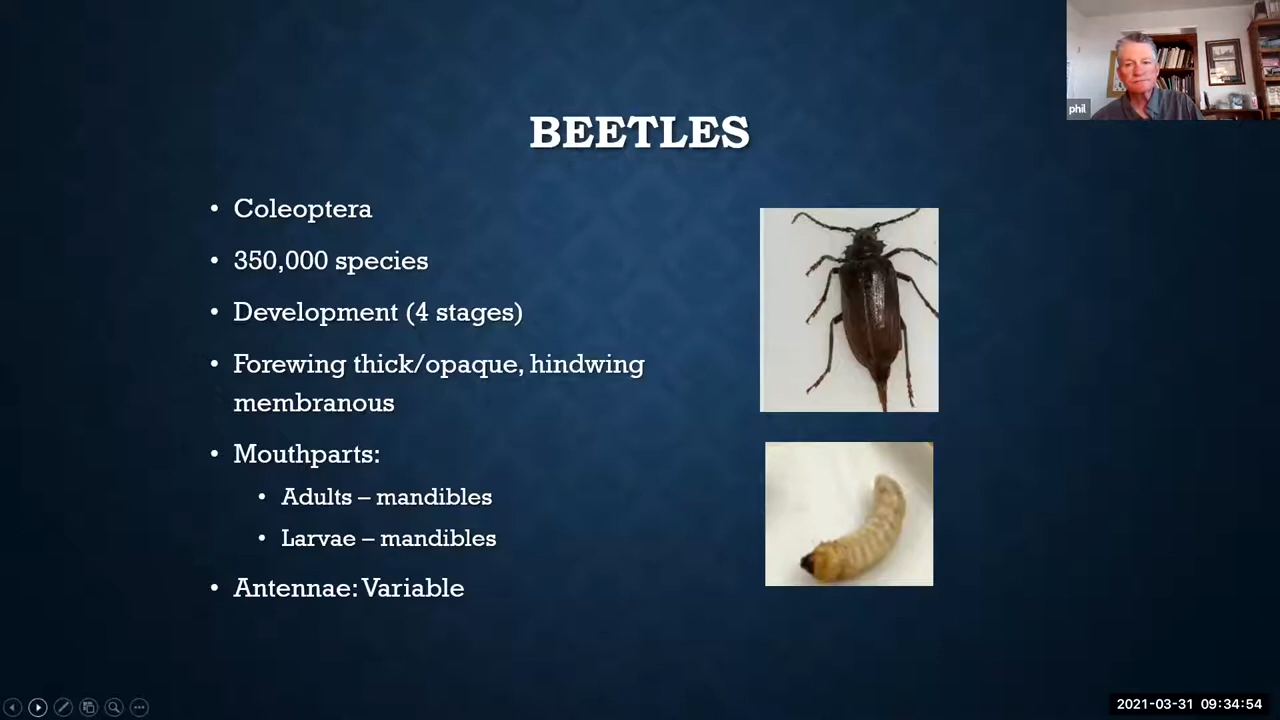 phil
BEETLES
• Coleoptera
• 350,000 species
• Development (4 stages)
• Forewing thick/opaque, hindwing
membranous
• Mouthparts:
• Adults – mandibles
• Larvae – mandibles
• Antennae: Variable
2021-03-31 09:34:54